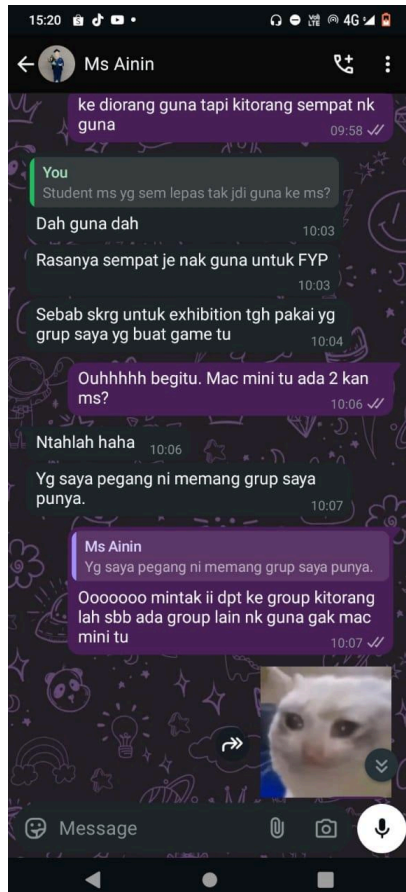 15:20
4G
Ms Ainin
ke diorang guna tapi kitorang sempat nk
guna
09:58
You
Student ms yg sem lepas tak jdi guna ke ms?
Dah guna dah
10:03
Rasanya sempat je nak guna untuk FYP
10:03
Sebab skrg untuk exhibition tgh pakai yg
grup saya yg buat game tu
10:04
Ouhhhhh begitu. Mac mini tu ada 2 kan
ms?
10:06
Ntahlah haha
10:06
Yg saya pegang ni memang grup saya
punya.
10:07
Ms Ainin
Yg saya pegang ni memang grup saya punya.
Ooooooo mintak ii dpt ke group kitorang
lah sbb ada group lain nk guna gak mac
mini tu
10:07
Message